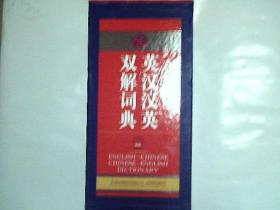 英汉汉英
双解词典
ENGLISH-CHINESE
CHINESE-ENGLISH
DICTIONARY